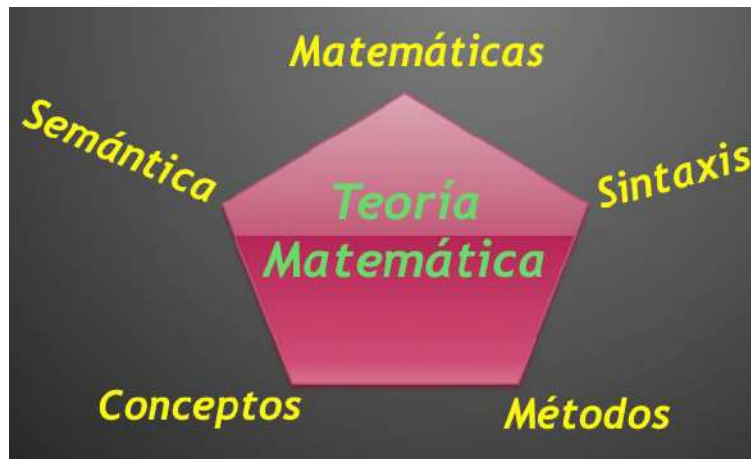 Matemáticas
Semántica
Sintaxis
Teoría
Matemática
Conceptos
Métodos